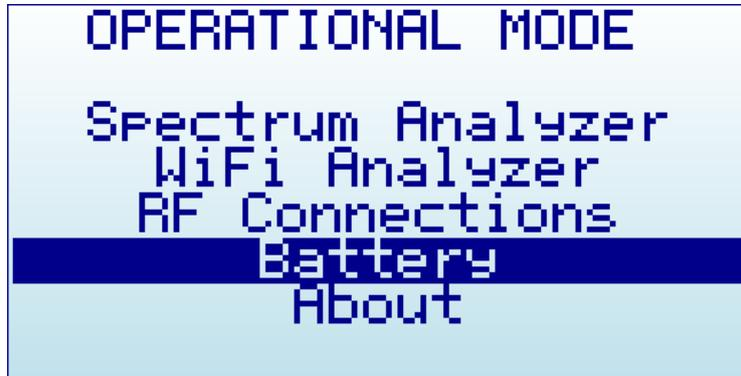 OPERATIONAL MODE
Spectrum Analyzer
WiFi Analyzer
RF Connections
Battery
About